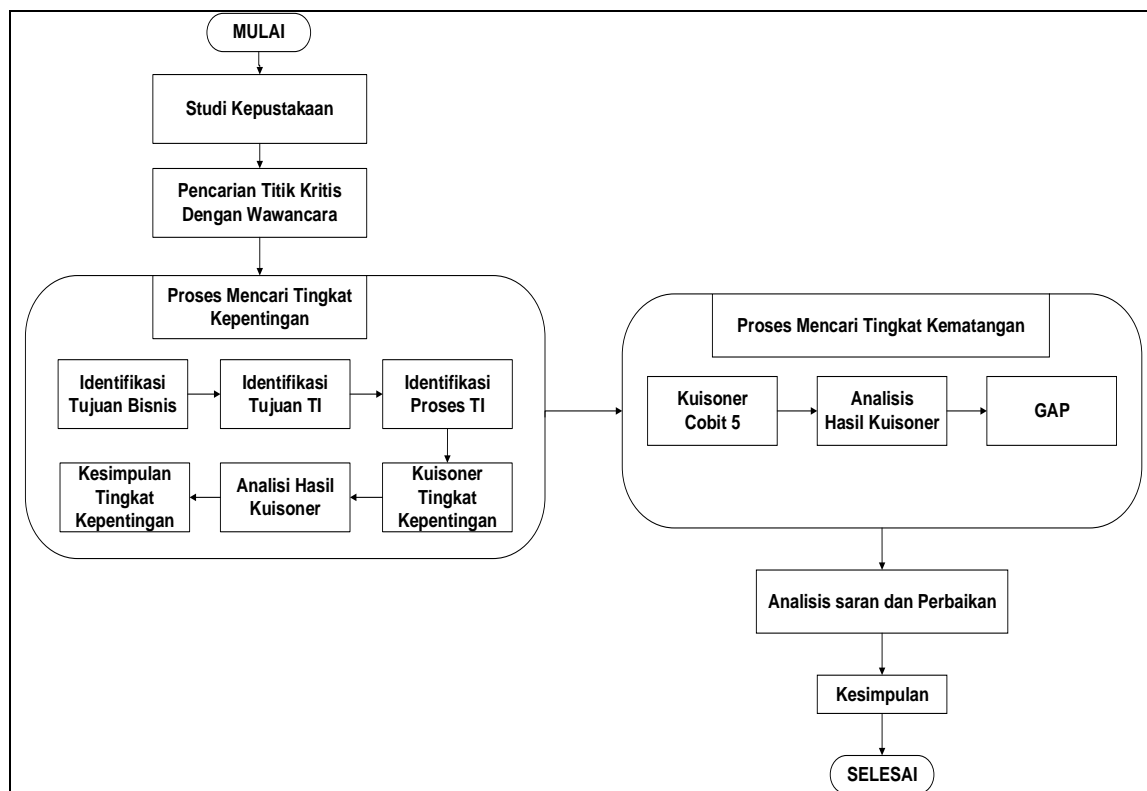 MULAI
Studi Kepustakaan
Pencarian Titik Kritis
Dengan Wawancara
Proses Mencari Tingkat
Kepentingan
Identifikasi
Tujuan Bisnis
Identifikasi
Tujuan TI
Identifikasi
Proses TI
Kuisoner
Tingkat
Kepentingan
Analisi Hasil
Kuisoner
Kesimpulan
Tingkat
Kepentingan
Proses Mencari Tingkat Kematangan
Kuisoner
Cobit 5
Analisis
Hasil Kuisoner
GAP
Analisis saran dan Perbaikan
Kesimpulan
SELESAI